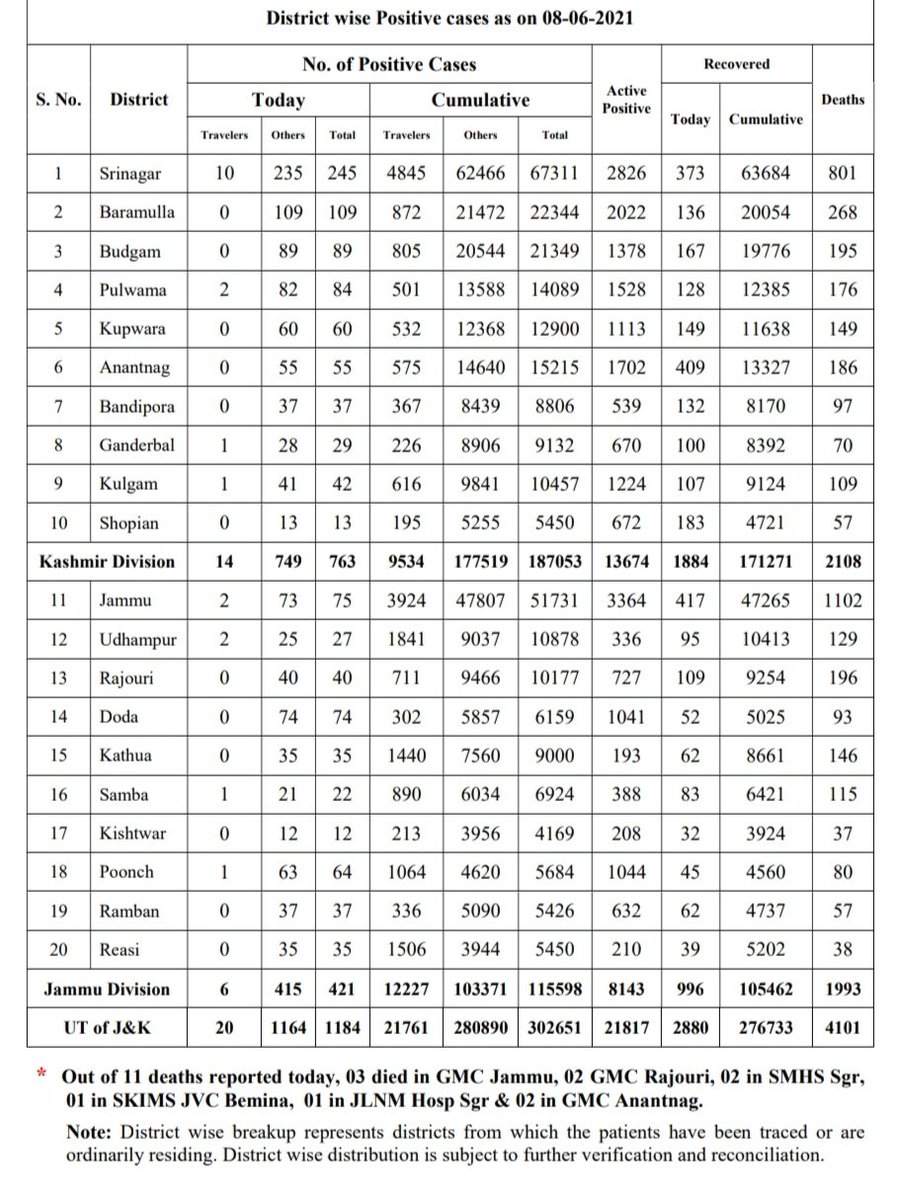 District wise Positive cases as on 08-06-2021
S. No. District No. of Positive Cases Active Positive Recovered Deaths
Today Cumulative Today Cumulative
Travelers Others Total Travelers Others Total
1 Srinagar 10 235 245 4845 62466 67311 2826 373 63684 801
2 Baramulla 0 109 109 872 21472 22344 2022 136 20054 268
3 Budgam 0 89 89 805 20544 21349 1378 167 19776 195
4 Pulwama 2 82 84 501 13588 14089 1528 128 12385 176
5 Kupwara 0 60 60 532 12368 12900 1113 149 11638 149
6 Anantnag 0 55 55 575 14640 15215 1702 409 13327 186
7 Bandipora 0 37 37 367 8439 8806 539 132 8170 97
8 Ganderbal 1 28 29 226 8906 9132 670 100 8392 70
9 Kulgam 1 41 42 616 9841 10457 1224 107 9124 109
10 Shopian 0 13 13 195 5255 5450 672 183 4721 57
Kashmir Division 14 749 763 9534 177519 187053 13674 1884 171271 2108
11 Jammu 2 73 75 3924 47807 51731 3364 417 47265 1102
12 Udhampur 2 25 27 1841 9037 10878 336 95 10413 129
13 Rajouri 0 40 40 711 9466 10177 727 109 9254 196
14 Doda 0 74 74 302 5857 6159 1041 52 5025 93
15 Kathua 0 35 35 1440 7560 9000 193 62 8661 146
16 Samba 1 21 22 890 6034 6924 388 83 6421 115
17 Kishtwar 0 12 12 213 3956 4169 208 32 3924 37
18 Poonch 1 63 64 1064 4620 5684 1044 45 4560 80
19 Ramban 0 37 37 336 5090 5426 632 62 4737 57
20 Reasi 0 35 35 1506 3944 5450 210 39 5202 38
Jammu Division 6 415 421 12227 103371 115598 8143 996 105462 1993
UT of J&K 20 1164 1184 21761 280890 302651 21817 2880 276733 4101
* Out of 11 deaths reported today, 03 died in GMC Jammu, 02 GMC Rajouri, 02 in SMHS Sgr,
01 in SKIMS JVC Bemina, 01 in JLNM Hosp Sgr & 02 in GMC Anantnag.
Note: District wise breakup represents districts from which the patients have been traced or are
ordinarily residing. District wise distribution is subject to further verification and reconciliation.